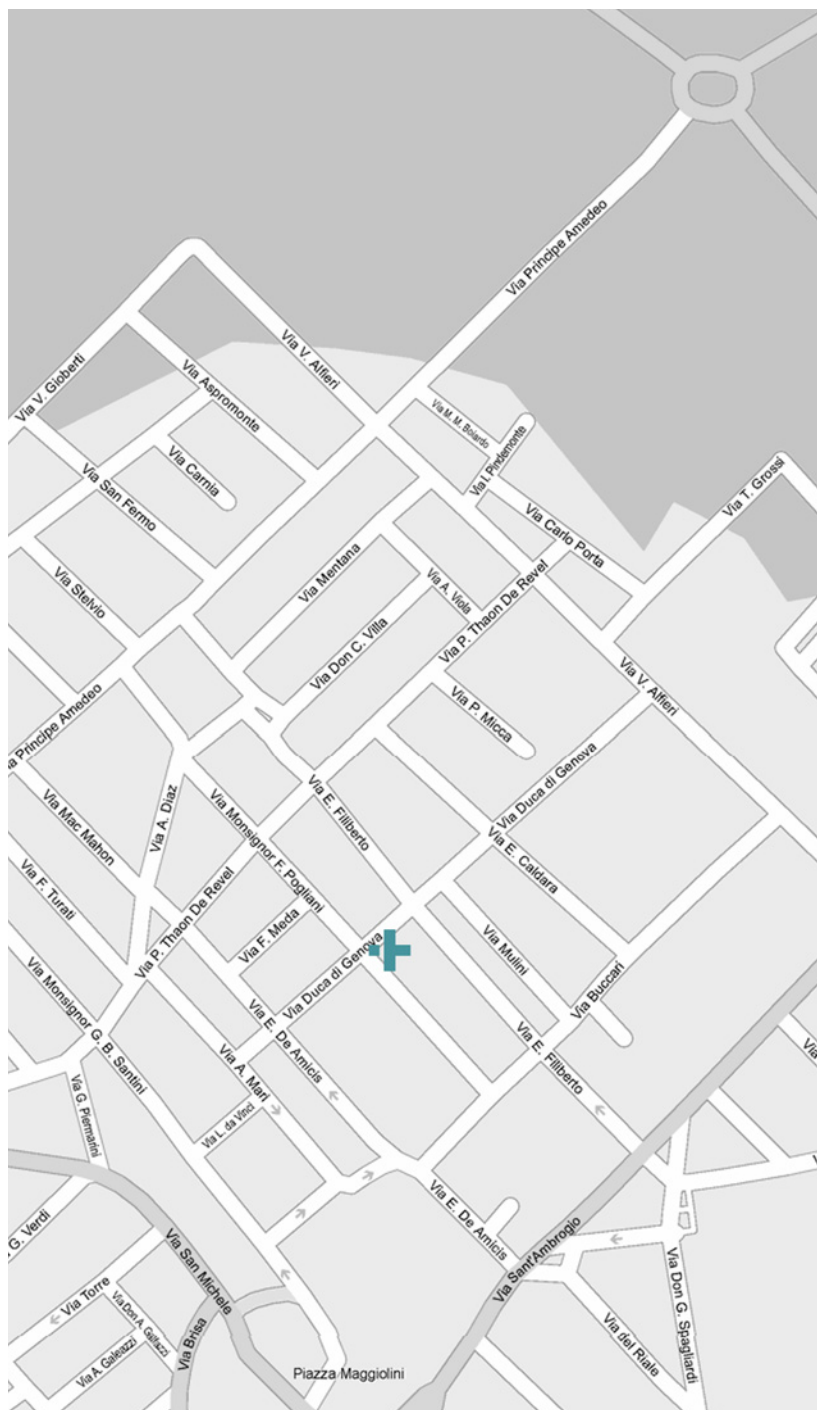 Via Principe Amedeo
Via V. Gioberti
Via V. Alfieri
Via Aspromonte
Via M. M. Boiardo
Via I. Pindemonte
Via Carnia
Via San Fermo
Via T. Grossi
Via Carlo Porta
Via Mentana
Via A. Viola
Via Stelvio
Via P. Thaon De Revel
Via Don C. Villa
Via V. Alfieri
Via P. Micca
a Principe Amedeo
Via Duca di Genova
Via A. Diaz
Via E. Filiberto
Via Mac Mahon
Via Monsignor F. Pogliani
Via E. Caldara
Via F. Turati
Via P. Thaon De Revel
Via F. Meda
Via Mulini
Via Duca di Genova
Via Buccari
Via Monsignor G. B. Santini
Via E. De Amicis
Via A. Mari
Via E. Filiberto
Via
Via G. Piermarini
Via L. da Vinci
Via E. De Amicis
G. Verdi
Via San Michele
Via Sant'Ambrogio
Via Don G. Spagliardi
Via Torre
Via Don A. Galfazzi
Via Brisa
Via del Riale
Via A. Galeazzi
Piazza Maggiolini